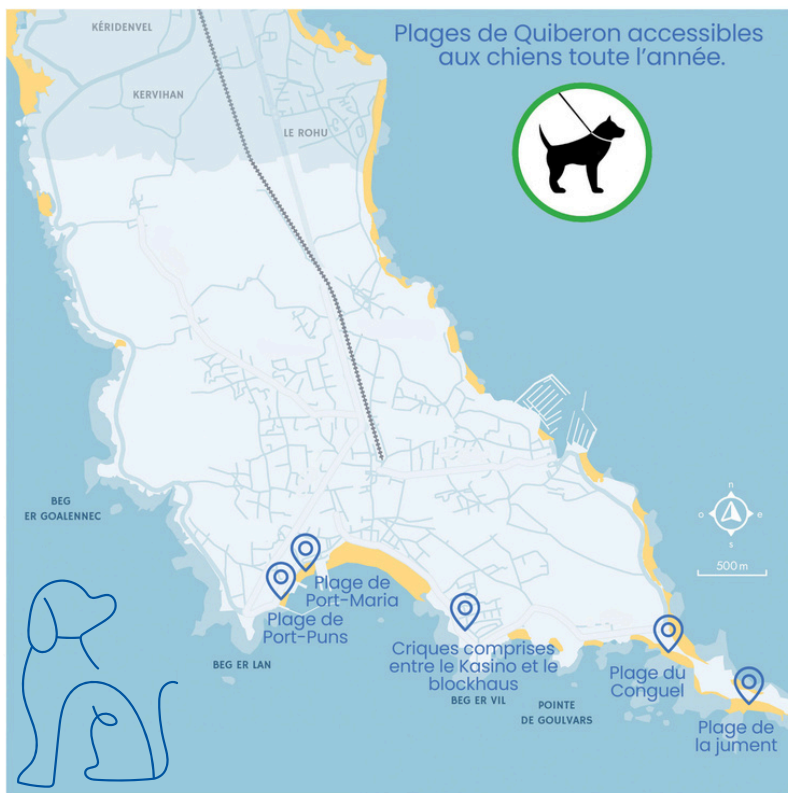 Plages de Quiberon accessibles
aux chiens toute l’année.
KÉRIDENVEL
KERVIHAN
LE ROHU
BEG
ER GOALENNEC
n
o
e
s
500 m
Plage de
Port-Maria
Plage de
Port-Puns
BEG ER LAN
Criques comprises
entre le Kasino et le
blockhaus
BEG ER VIL
POINTE
DE GOULVARS
Plage du
Conguel
Plage de
la jument